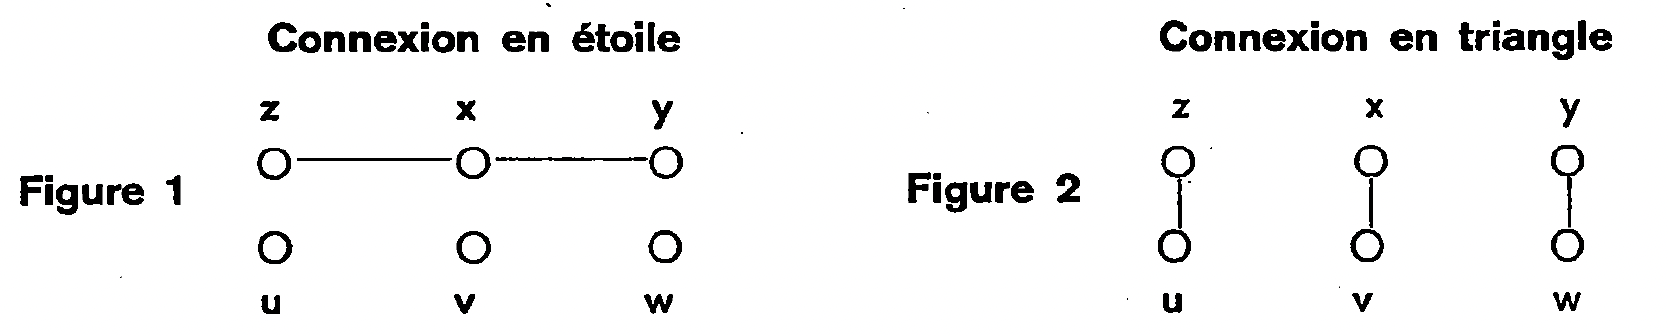 Connexion en étoile
z x y
Figure 1
u v w
Connexion en triangle
z x y
Figure 2
u v w